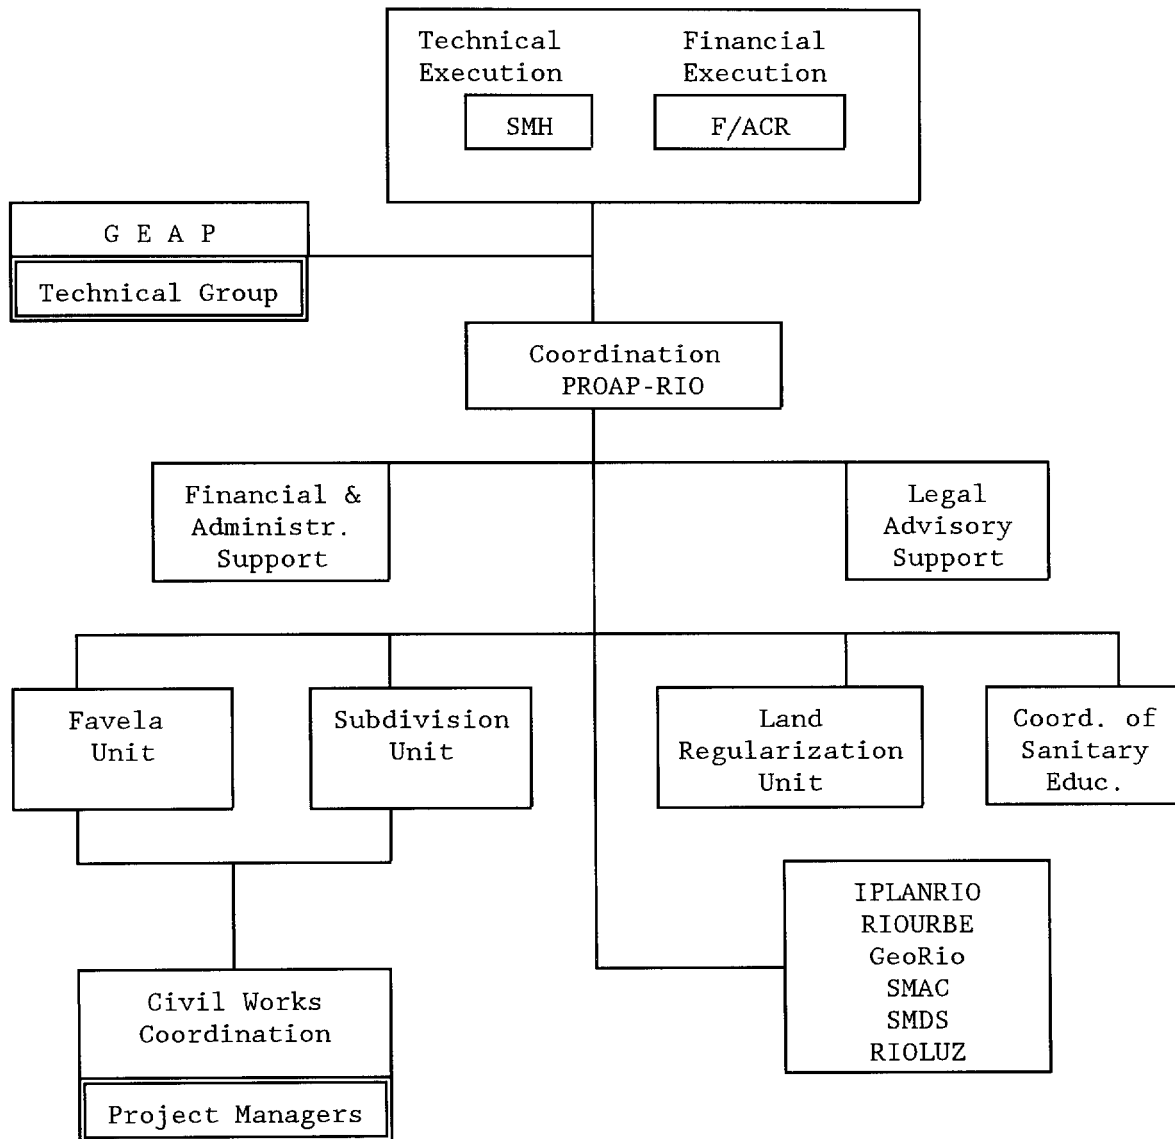 Technical
Execution
Financial
Execution
SMH
F/ACR
G E A P
Technical Group
Coordination
PROAP-RIO
Financial &
Administr.
Support
Legal
Advisory
Support
Favela
Unit
Subdivision
Unit
Land
Regularization
Unit
Coord. of
Sanitary
Educ.
IPLANRIO
RIOURBE
GeoRio
SMAC
SMDS
RIOLUZ
Civil Works
Coordination
Project Managers